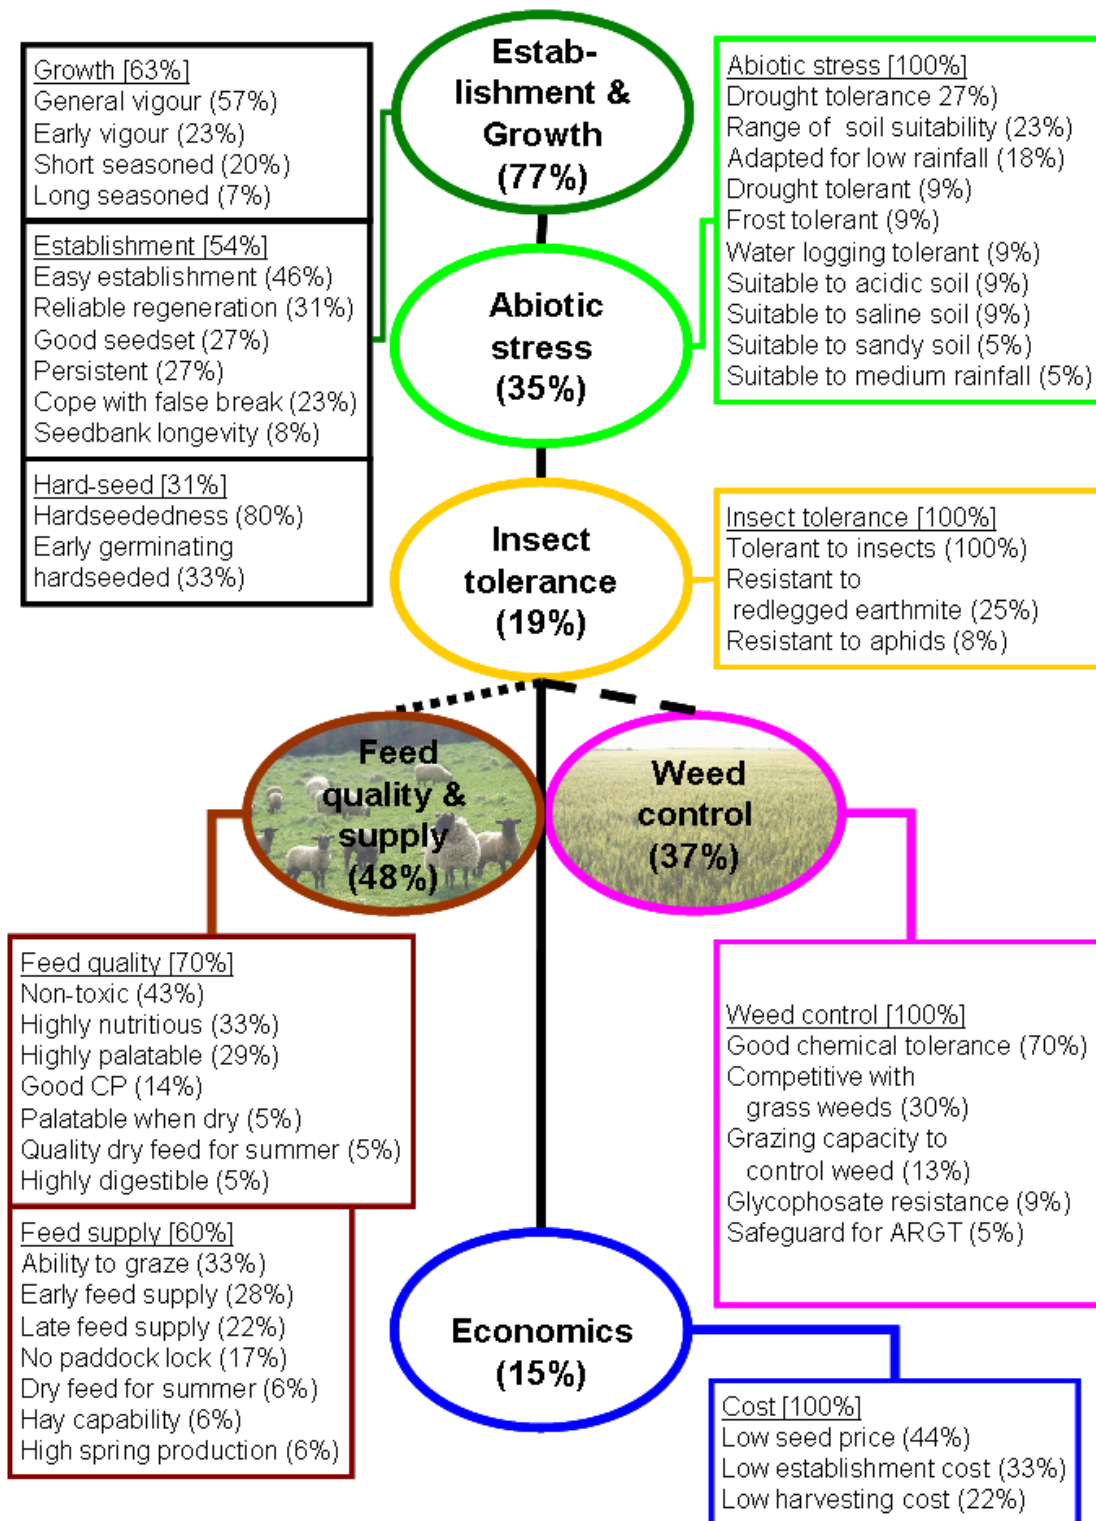 Estab-
lishment &
Growth
(77%)
Growth [63%]
General vigour (57%)
Early vigour (23%)
Short seasoned (20%)
Long seasoned (7%)
Establishment [54%]
Easy establishment (46%)
Reliable regeneration (31%)
Good seedset (27%)
Persistent (27%)
Cope with false break (23%)
Seedbank longevity (8%)
Hard-seed [31%]
Hardseededness (80%)
Early germinating
hardseeded (33%)
Abiotic stress [100%]
Drought tolerance 27%)
Range of soil suitability (23%)
Adapted for low rainfall (18%)
Drought tolerant (9%)
Frost tolerant (9%)
Water logging tolerant (9%)
Suitable to acidic soil (9%)
Suitable to saline soil (9%)
Suitable to sandy soil (5%)
Suitable to medium rainfall (5%)
Abiotic
stress
(35%)
Insect
tolerance
(19%)
Insect tolerance [100%]
Tolerant to insects (100%)
Resistant to
redlegged earthmite (25%)
Resistant to aphids (8%)
Feed
quality &
supply
(48%)
Weed
control
(37%)
Feed quality [70%]
Non-toxic (43%)
Highly nutritious (33%)
Highly palatable (29%)
Good CP (14%)
Palatable when dry (5%)
Quality dry feed for summer (5%)
Highly digestible (5%)
Feed supply [60%]
Ability to graze (33%)
Early feed supply (28%)
Late feed supply (22%)
No paddock lock (17%)
Dry feed for summer (6%)
Hay capability (6%)
High spring production (6%)
Weed control [100%]
Good chemical tolerance (70%)
Competitive with
grass weeds (30%)
Grazing capacity to
control weed (13%)
Glycophosate resistance (9%)
Safeguard for ARGT (5%)
Economics
(15%)
Cost [100%]
Low seed price (44%)
Low establishment cost (33%)
Low harvesting cost (22%)